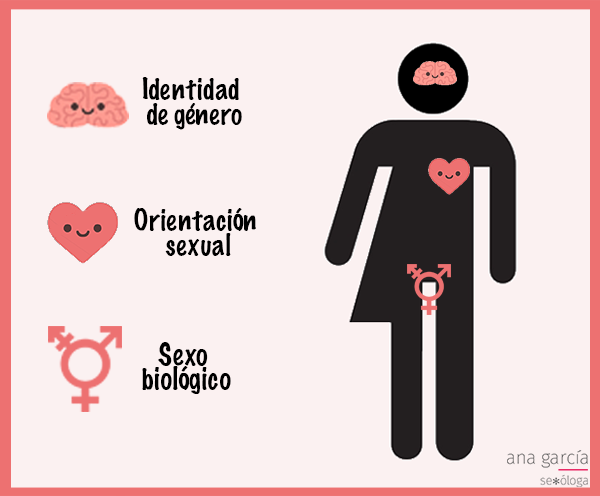 Identidad
de género
Orientación
sexual
Sexo
biológico
ana garcía
se*óloga